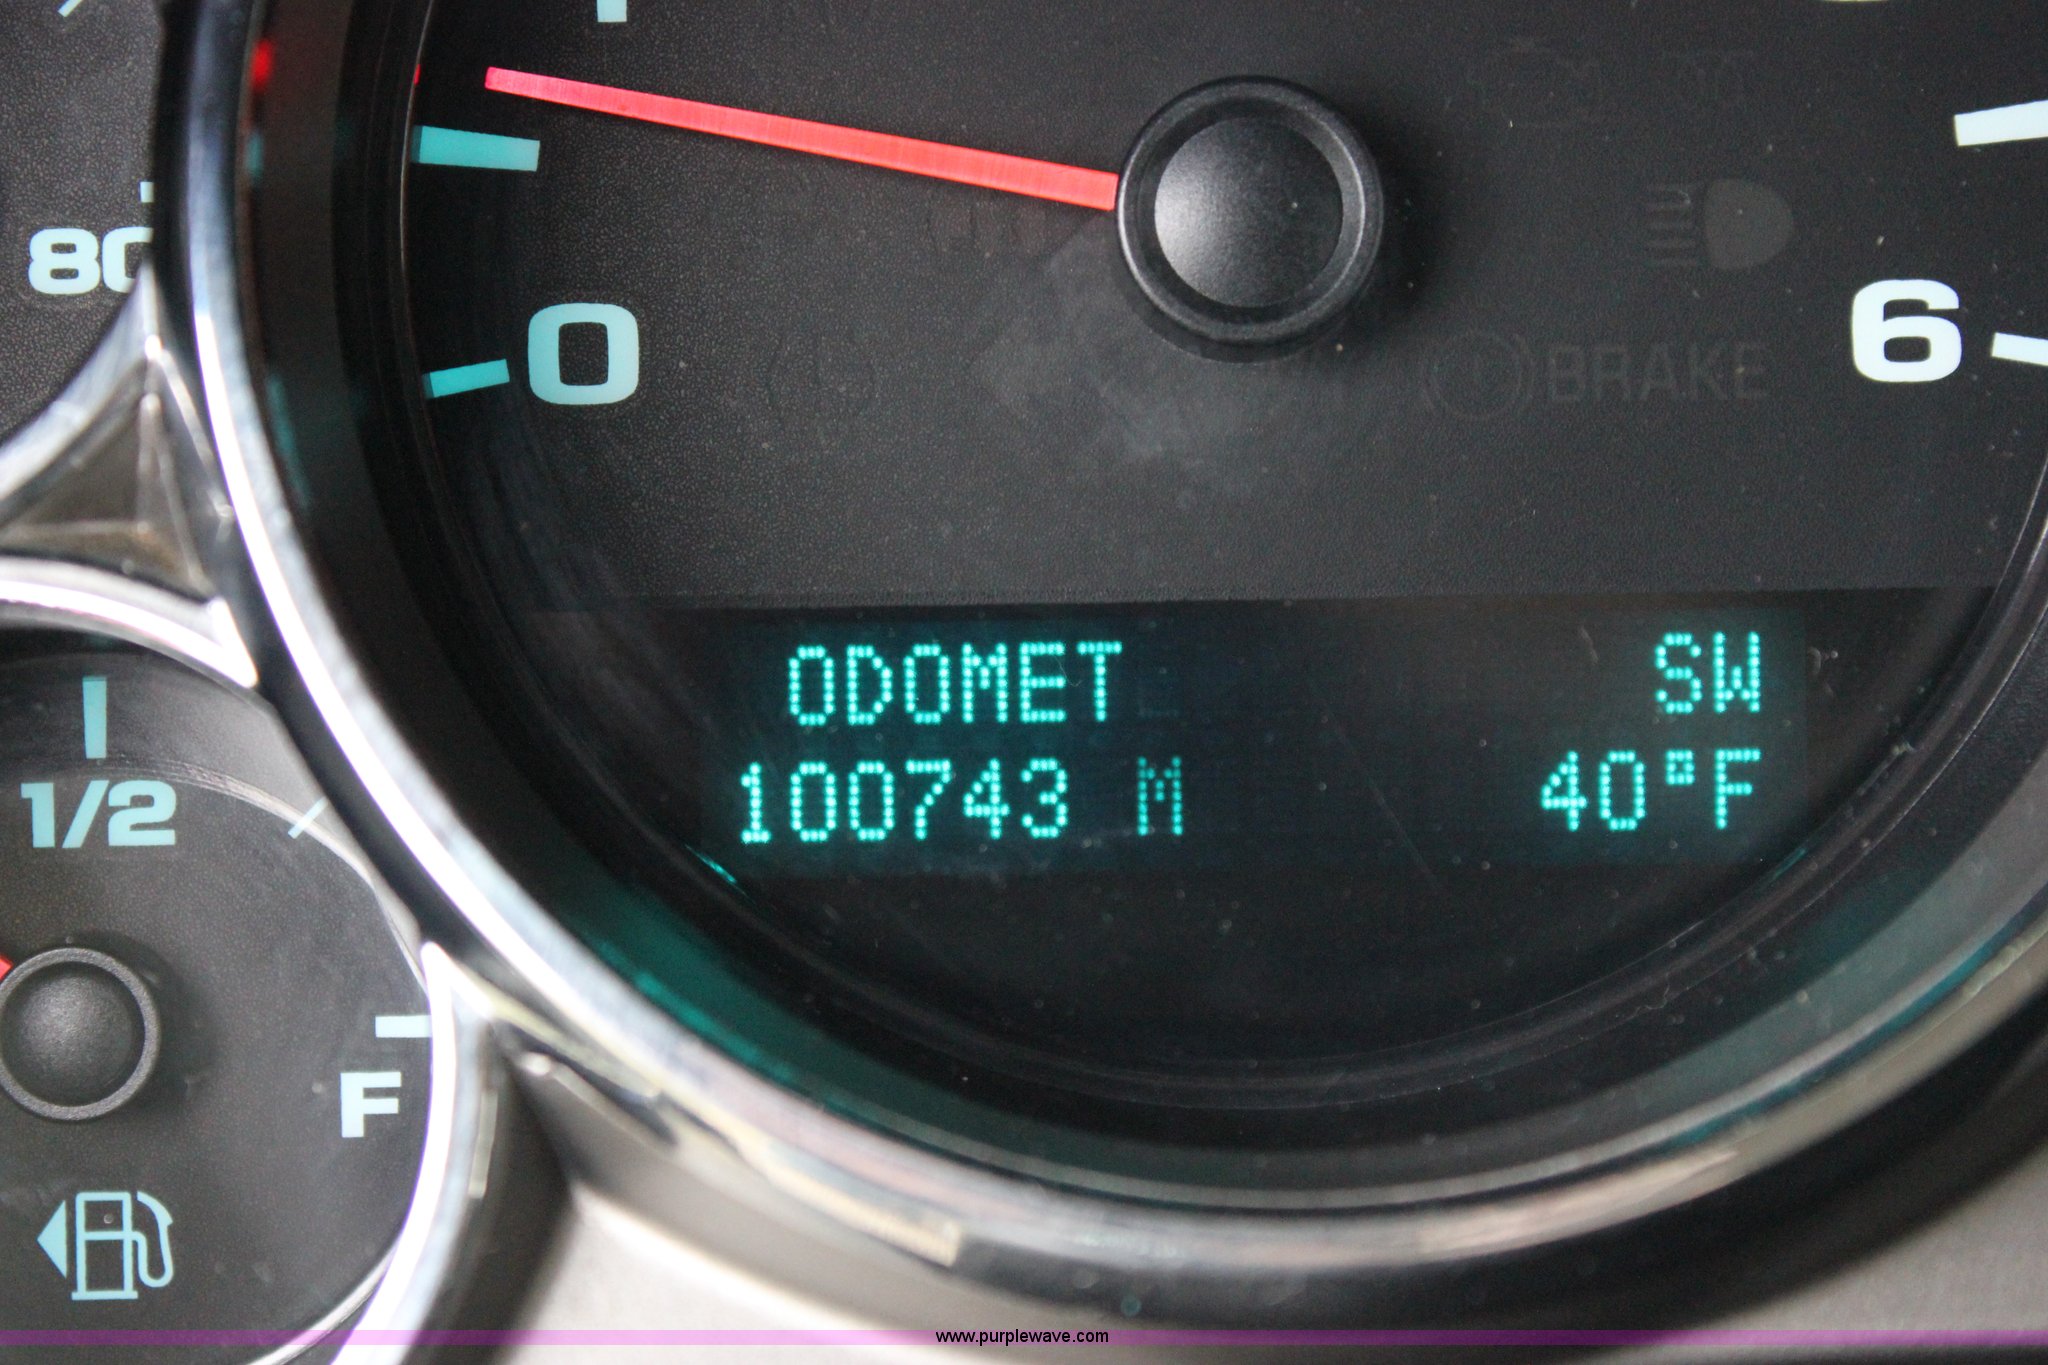 80
0
6
BRAKE
ODOMET SW
100743 M 40°F
1/2
F
www.purplewave.com